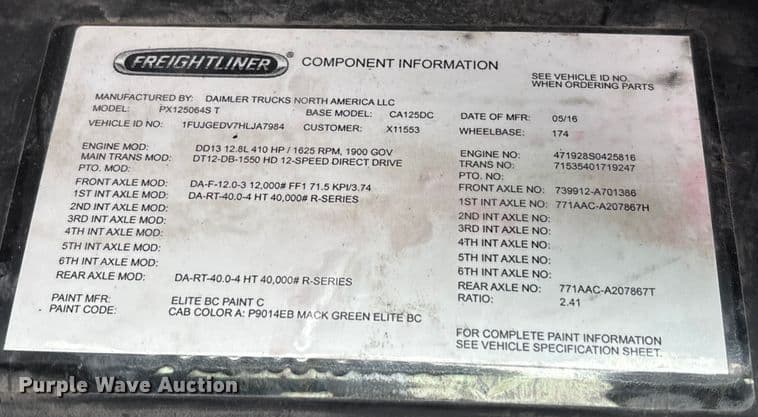 FREIGHTLINER® COMPONENT INFORMATION
SEE VEHICLE ID NO.
WHEN ORDERING PARTS
MANUFACTURED BY: DAIMLER TRUCKS NORTH AMERICA LLC
MODEL: PX125064S T BASE MODEL: CA125DC DATE OF MFR: 05/16
VEHICLE ID NO: 1FUJGEDV7HLJA7984 CUSTOMER: X11553 WHEELBASE: 174
ENGINE MOD: DD13 12.8L 410 HP / 1625 RPM, 1900 GOV ENGINE NO: 471928S0425816
MAIN TRANS MOD: DT12-DB-1550 HD 12-SPEED DIRECT DRIVE TRANS NO: 71535401719247
PTO. MOD: PTO. NO:
FRONT AXLE MOD: DA-F-12.0-3 12,000# FF1 71.5 KPI/3.74 FRONT AXLE NO: 739912-A701386
1ST INT AXLE MOD: DA-RT-40.0-4 HT 40,000# R-SERIES 1ST INT AXLE NO: 771AAC-A207867H
2ND INT AXLE MOD: 2ND INT AXLE NO:
3RD INT AXLE MOD: 3RD INT AXLE NO:
4TH INT AXLE MOD: 4TH INT AXLE NO:
5TH INT AXLE MOD: 5TH INT AXLE NO:
6TH INT AXLE MOD: 6TH INT AXLE NO:
REAR AXLE MOD: DA-RT-40.0-4 HT 40,000# R-SERIES REAR AXLE NO: 771AAC-A207867T
RATIO: 2.41
PAINT MFR: ELITE BC PAINT C
PAINT CODE: CAB COLOR A: P9014EB MACK GREEN ELITE BC
FOR COMPLETE PAINT INFORMATION
SEE VEHICLE SPECIFICATION SHEET.
Purple Wave Auction